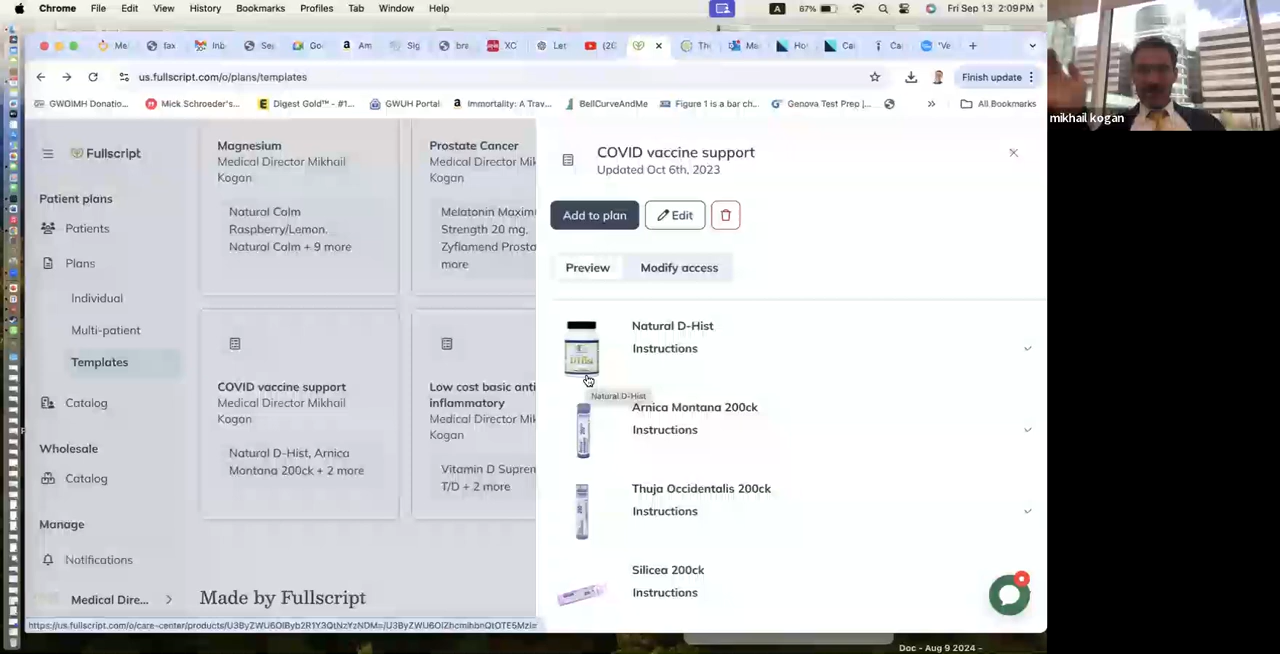 Chrome File Edit View History Bookmarks Profiles Tab Window Help A 67% Fri Sep 13 2:09 PM
us.fullscript.com/o/plans/templates
Finish update
GWOIMH Donatio... Mick Schroeder's... Digest Gold™ - #1... GWUH Portal Immortality: A Trav... BellCurveAndMe Figure 1 is a bar ch... Genova Test Prep |... » All Bookmarks
mikhail kogan
Fullscript
Patient plans
Patients
Plans
Individual
Multi-patient
Templates
Catalog
Wholesale
Catalog
Manage
Notifications
Medical Dire...
Magnesium
Medical Director Mikhail
Kogan
Natural Calm
Raspberry/Lemon,
Natural Calm + 9 more
Prostate Cancer
Medical Director Mik
Kogan
Melatonin Maxim
Strength 20 mg,
Zyflamend Prosta
more
COVID vaccine support
Medical Director Mikhail
Kogan
Natural D-Hist, Arnica
Montana 200ck + 2 more
Low cost basic anti
inflammatory
Medical Director Mik
Kogan
Vitamin D Suprem
T/D + 2 more
Made by Fullscript
COVID vaccine support
Updated Oct 6th, 2023
Add to plan
Edit
Preview
Modify access
Natural D-Hist
Instructions
Natural D-Hist
Arnica Montana 200ck
Instructions
Thuja Occidentalis 200ck
Instructions
Silicea 200ck
Instructions
Doc - Aug 9 2024 –